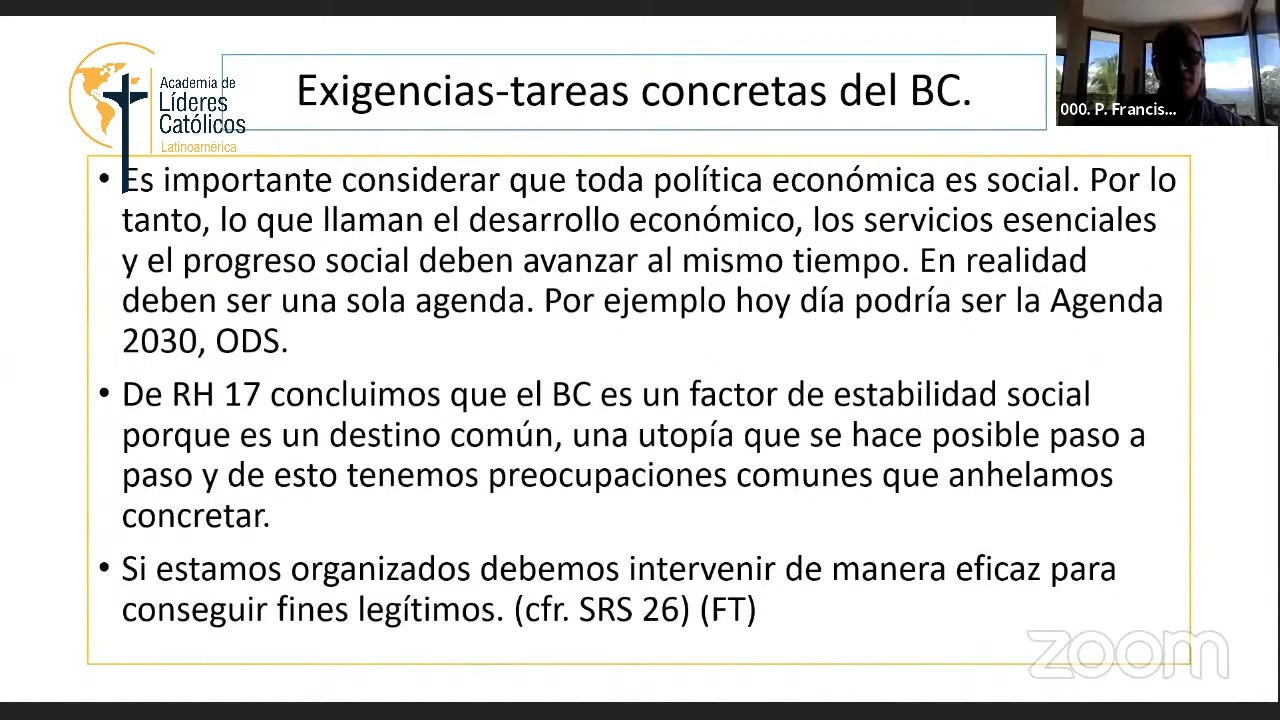 Academia de
Líderes
Católicos
Latinoamérica
Exigencias-tareas concretas del BC.
000. P. Francis...
• Es importante considerar que toda política económica es social. Por lo
tanto, lo que llaman el desarrollo económico, los servicios esenciales
y el progreso social deben avanzar al mismo tiempo. En realidad
deben ser una sola agenda. Por ejemplo hoy día podría ser la Agenda
2030, ODS.
• De RH 17 concluimos que el BC es un factor de estabilidad social
porque es un destino común, una utopía que se hace posible paso a
paso y de esto tenemos preocupaciones comunes que anhelamos
concretar.
• Si estamos organizados debemos intervenir de manera eficaz para
conseguir fines legítimos. (cfr. SRS 26) (FT)
zoom